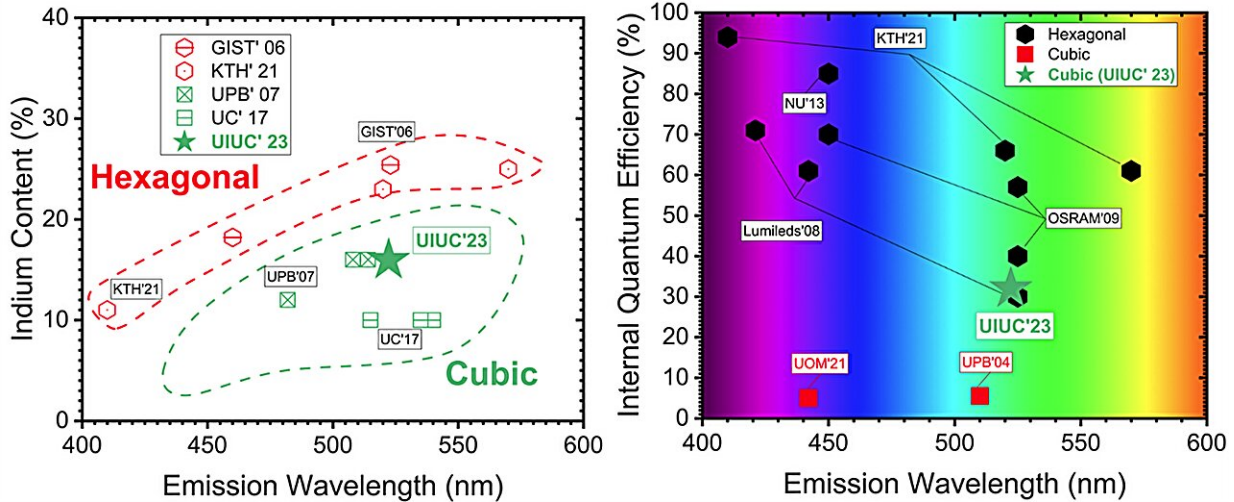 40
30
20
10
0
Indium Content (%)
GIST' 06
KTH' 21
UPB' 07
UC' 17
UIUC' 23
GIST'06
Hexagonal
UIUC'23
KTH'21
UPB'07
UC'17
Cubic
400 450 500 550 600
Emission Wavelength (nm)
100
90
80
70
60
50
40
30
20
10
0
Internal Quantum Efficiency (%)
KTH'21
Hexagonal
Cubic
Cubic (UIUC' 23)
NU'13
Lumileds'08
OSRAM'09
UIUC'23
UOM'21
UPB'04
400 450 500 550 600
Emission Wavelength (nm)